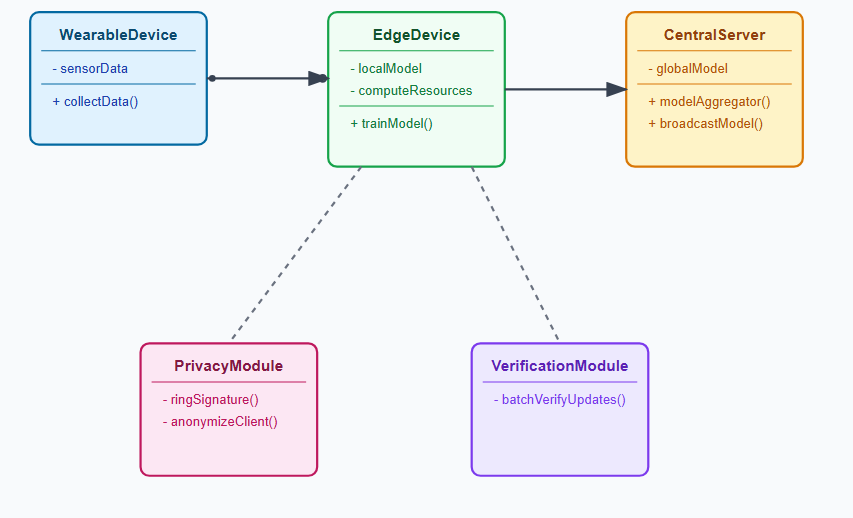 WearableDevice
- sensorData
+ collectData()
EdgeDevice
- localModel
- computeResources
+ trainModel()
CentralServer
- globalModel
+ modelAggregator()
+ broadcastModel()
PrivacyModule
- ringSignature()
- anonymizeClient()
VerificationModule
- batchVerifyUpdates()